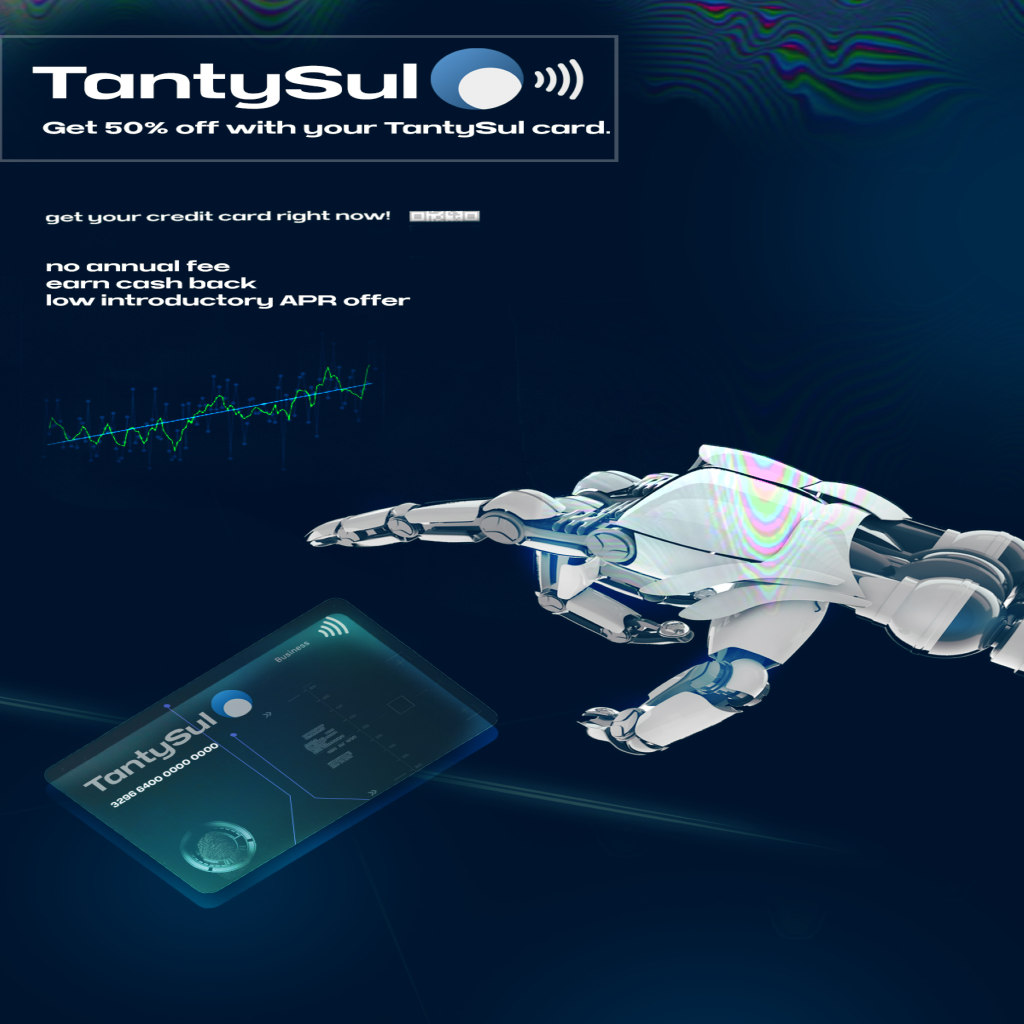 TantySul
Get 50% off with your TantySul card.
get your credit card right now!
no annual fee
earn cash back
low introductory APR offer
Business
TantySul
3296 6400 0000 0000